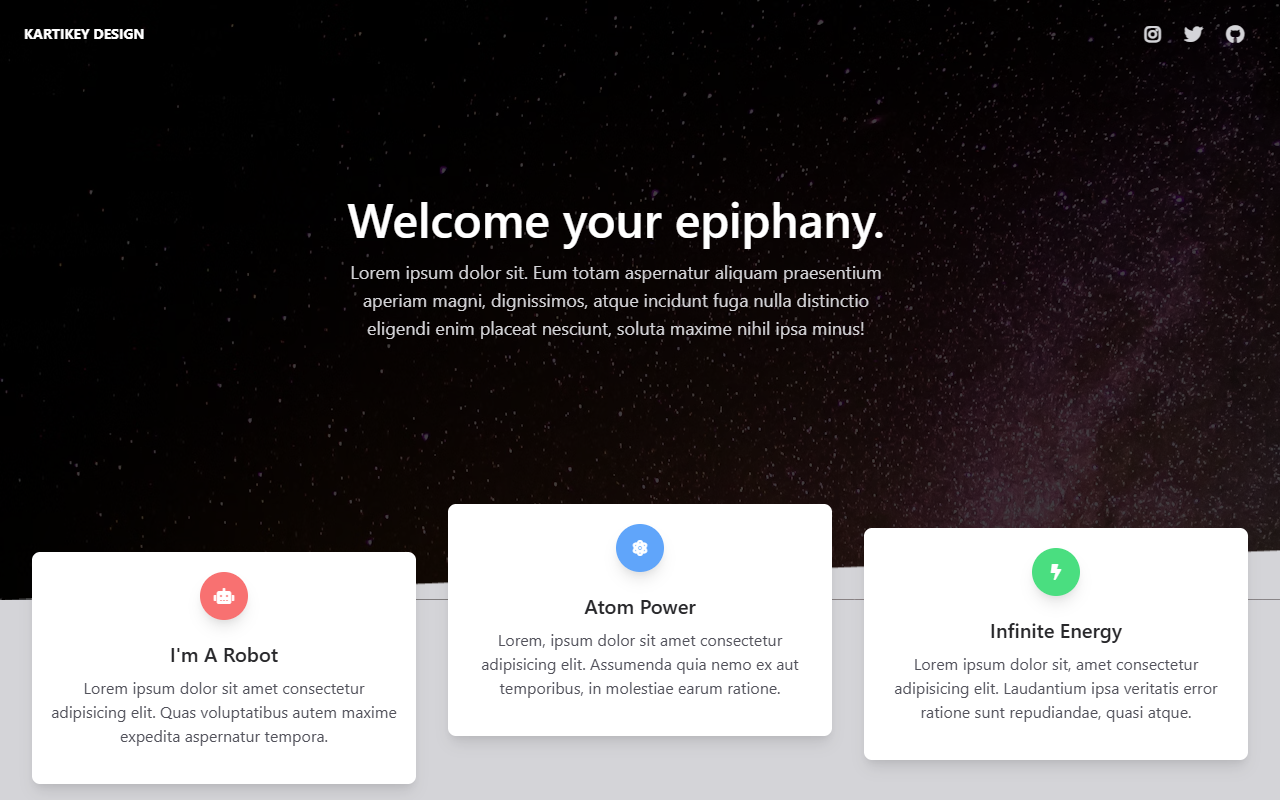 KARTIKEY DESIGN
Welcome your epiphany.
Lorem ipsum dolor sit. Eum totam aspernatur aliquam praesentium
aperiam magni, dignissimos, atque incidunt fuga nulla distinctio
eligendi enim placeat nesciunt, soluta maxime nihil ipsa minus!
I'm A Robot
Lorem ipsum dolor sit amet consectetur
adipisicing elit. Quas voluptatibus autem maxime
expedita aspernatur tempora.
Atom Power
Lorem, ipsum dolor sit amet consectetur
adipisicing elit. Assumenda quia nemo ex aut
temporibus, in molestiae earum ratione.
Infinite Energy
Lorem ipsum dolor sit, amet consectetur
adipisicing elit. Laudantium ipsa veritatis error
ratione sunt repudiandae, quasi atque.